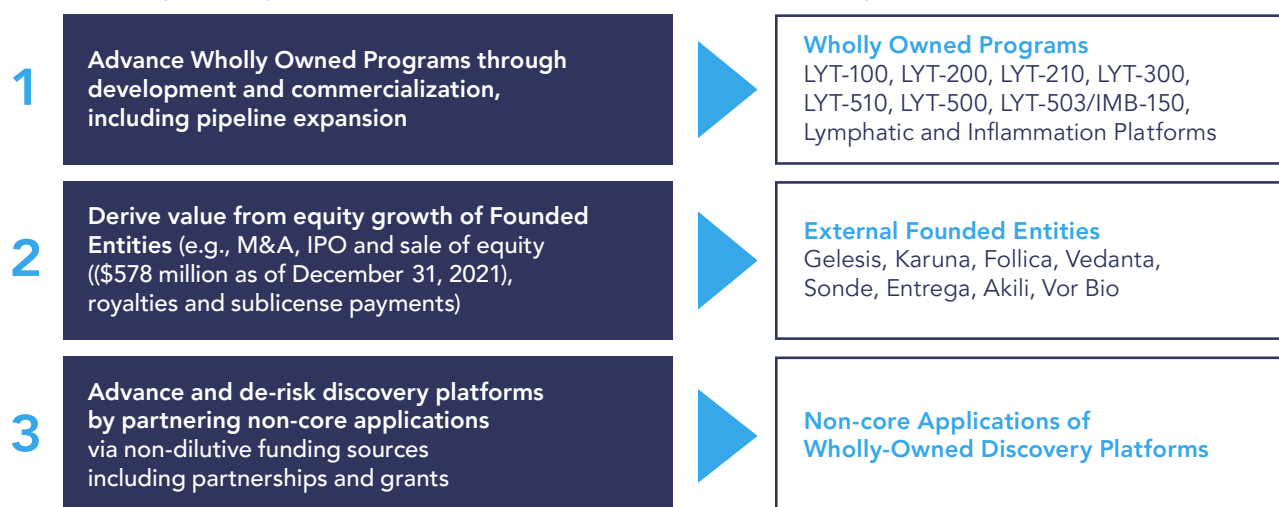 1
Advance Wholly Owned Programs through
development and commercialization,
including pipeline expansion
Wholly Owned Programs
LYT-100, LYT-200, LYT-210, LYT-300,
LYT-510, LYT-500, LYT-503/IMB-150,
Lymphatic and Inflammation Platforms
2
Derive value from equity growth of Founded
Entities (e.g., M&A, IPO and sale of equity
(($578 million as of December 31, 2021),
royalties and sublicense payments)
External Founded Entities
Gelesis, Karuna, Follica, Vedanta,
Sonde, Entrega, Akili, Vor Bio
3
Advance and de-risk discovery platforms
by partnering non-core applications
via non-dilutive funding sources
including partnerships and grants
Non-core Applications of
Wholly-Owned Discovery Platforms